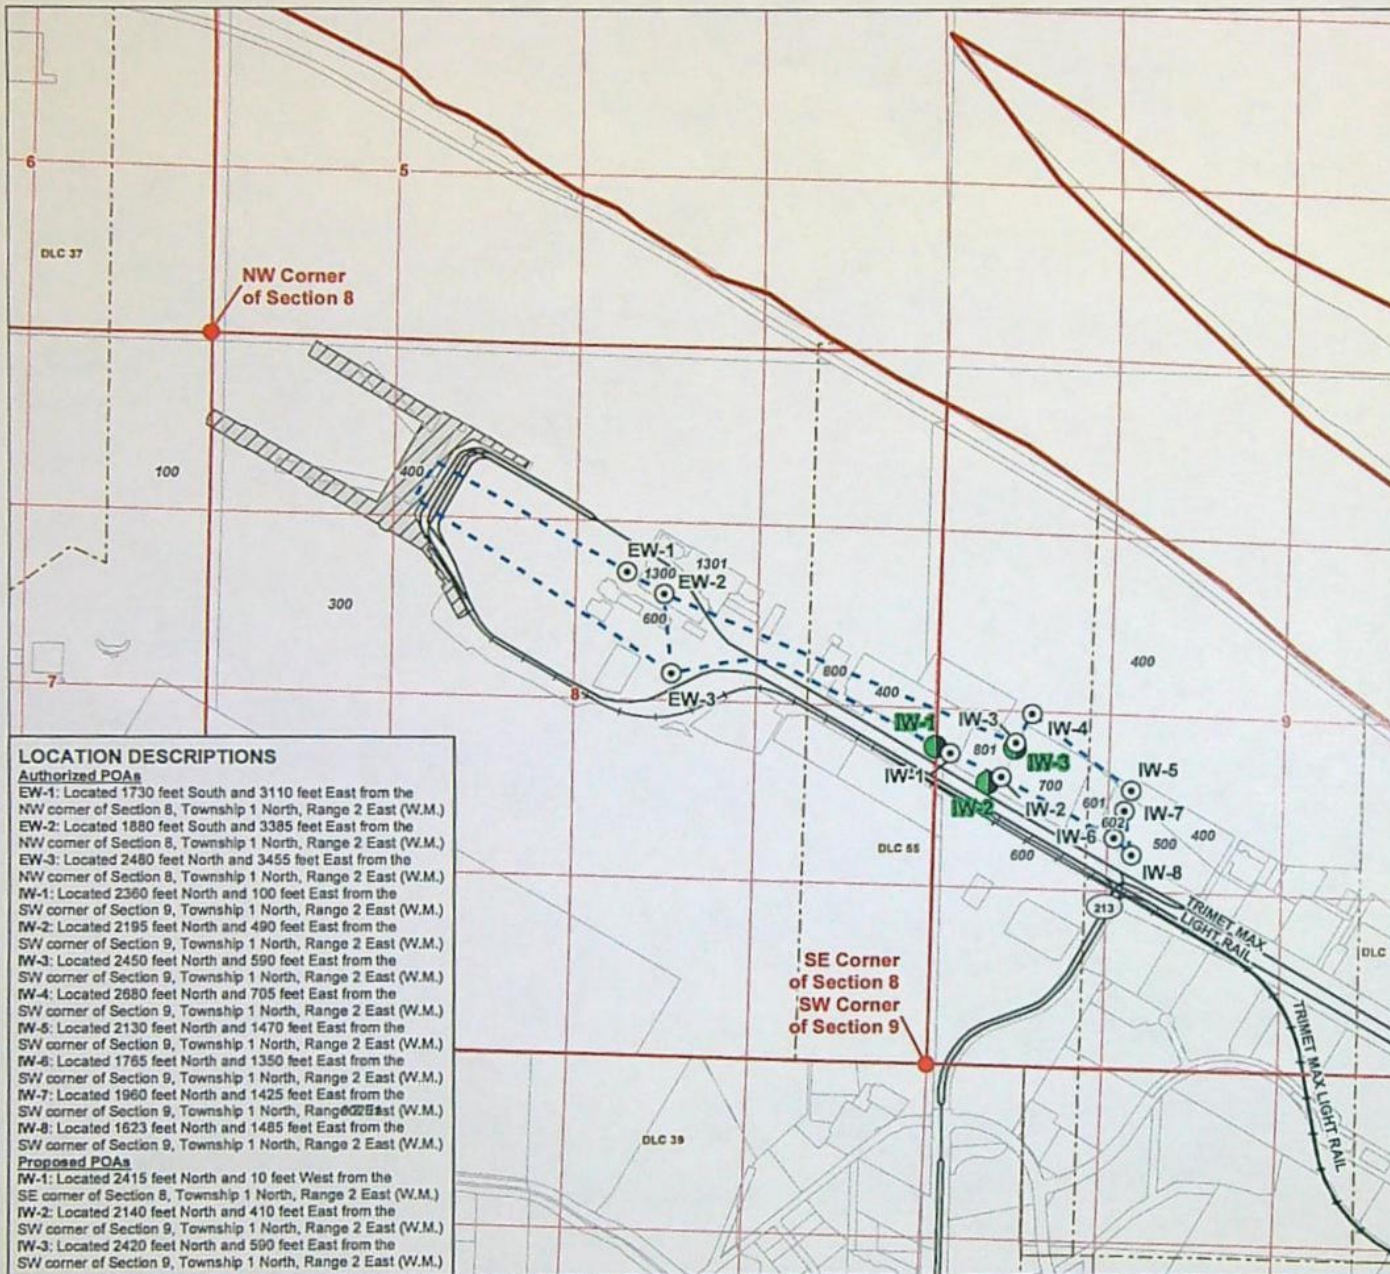 6
5
DLC 37
NW Corner
of Section 8
100
400
EW-1
1301
1300
EW-2
600
300
400
7
8
EW-3
800
400
9
IW-1
IW-3
IW-4
801
IW-3
IW-1
IW-5
700
IW-2
IW-2
601
IW-7
602
IW-6
400
500
DLC 55
600
IW-8
213
TRIMET MAX
LIGHT RAIL
DLC
SE Corner
of Section 8
SW Corner
of Section 9
TRIMET MAX LIGHT RAIL
DLC 39
LOCATION DESCRIPTIONS
Authorized POAs
EW-1: Located 1730 feet South and 3110 feet East from the
NW corner of Section 8, Township 1 North, Range 2 East (W.M.)
EW-2: Located 1880 feet South and 3385 feet East from the
NW corner of Section 8, Township 1 North, Range 2 East (W.M.)
EW-3: Located 2480 feet North and 3455 feet East from the
NW corner of Section 8, Township 1 North, Range 2 East (W.M.)
IW-1: Located 2360 feet North and 100 feet East from the
SW corner of Section 9, Township 1 North, Range 2 East (W.M.)
IW-2: Located 2195 feet North and 490 feet East from the
SW corner of Section 9, Township 1 North, Range 2 East (W.M.)
IW-3: Located 2450 feet North and 590 feet East from the
SW corner of Section 9, Township 1 North, Range 2 East (W.M.)
IW-4: Located 2680 feet North and 705 feet East from the
SW corner of Section 9, Township 1 North, Range 2 East (W.M.)
IW-5: Located 2130 feet North and 1470 feet East from the
SW corner of Section 9, Township 1 North, Range 2 East (W.M.)
IW-6: Located 1765 feet North and 1350 feet East from the
SW corner of Section 9, Township 1 North, Range 2 East (W.M.)
IW-7: Located 1960 feet North and 1425 feet East from the
SW corner of Section 9, Township 1 North, Range 2 East (W.M.)
IW-8: Located 1623 feet North and 1485 feet East from the
SW corner of Section 9, Township 1 North, Range 2 East (W.M.)
Proposed POAs
IW-1: Located 2415 feet North and 10 feet West from the
SE corner of Section 8, Township 1 North, Range 2 East (W.M.)
IW-2: Located 2140 feet North and 410 feet East from the
SW corner of Section 9, Township 1 North, Range 2 East (W.M.)
IW-3: Located 2420 feet North and 590 feet East from the
SW corner of Section 9, Township 1 North, Range 2 East (W.M.)